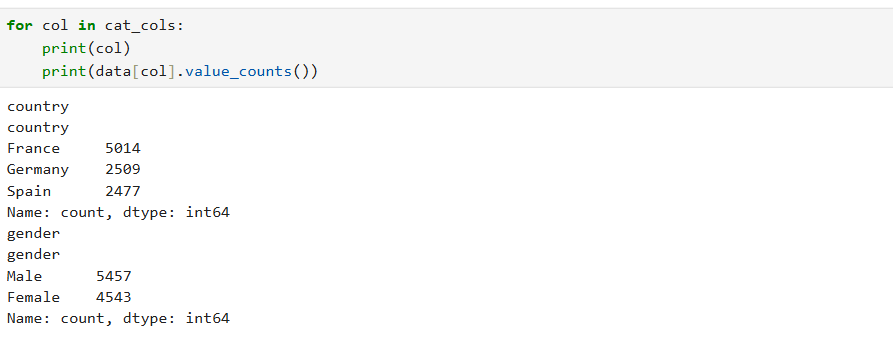 for col in cat_cols:
    print(col)
    print(data[col].value_counts())
country
country
France     5014
Germany    2509
Spain      2477
Name: count, dtype: int64
gender
gender
Male      5457
Female    4543
Name: count, dtype: int64